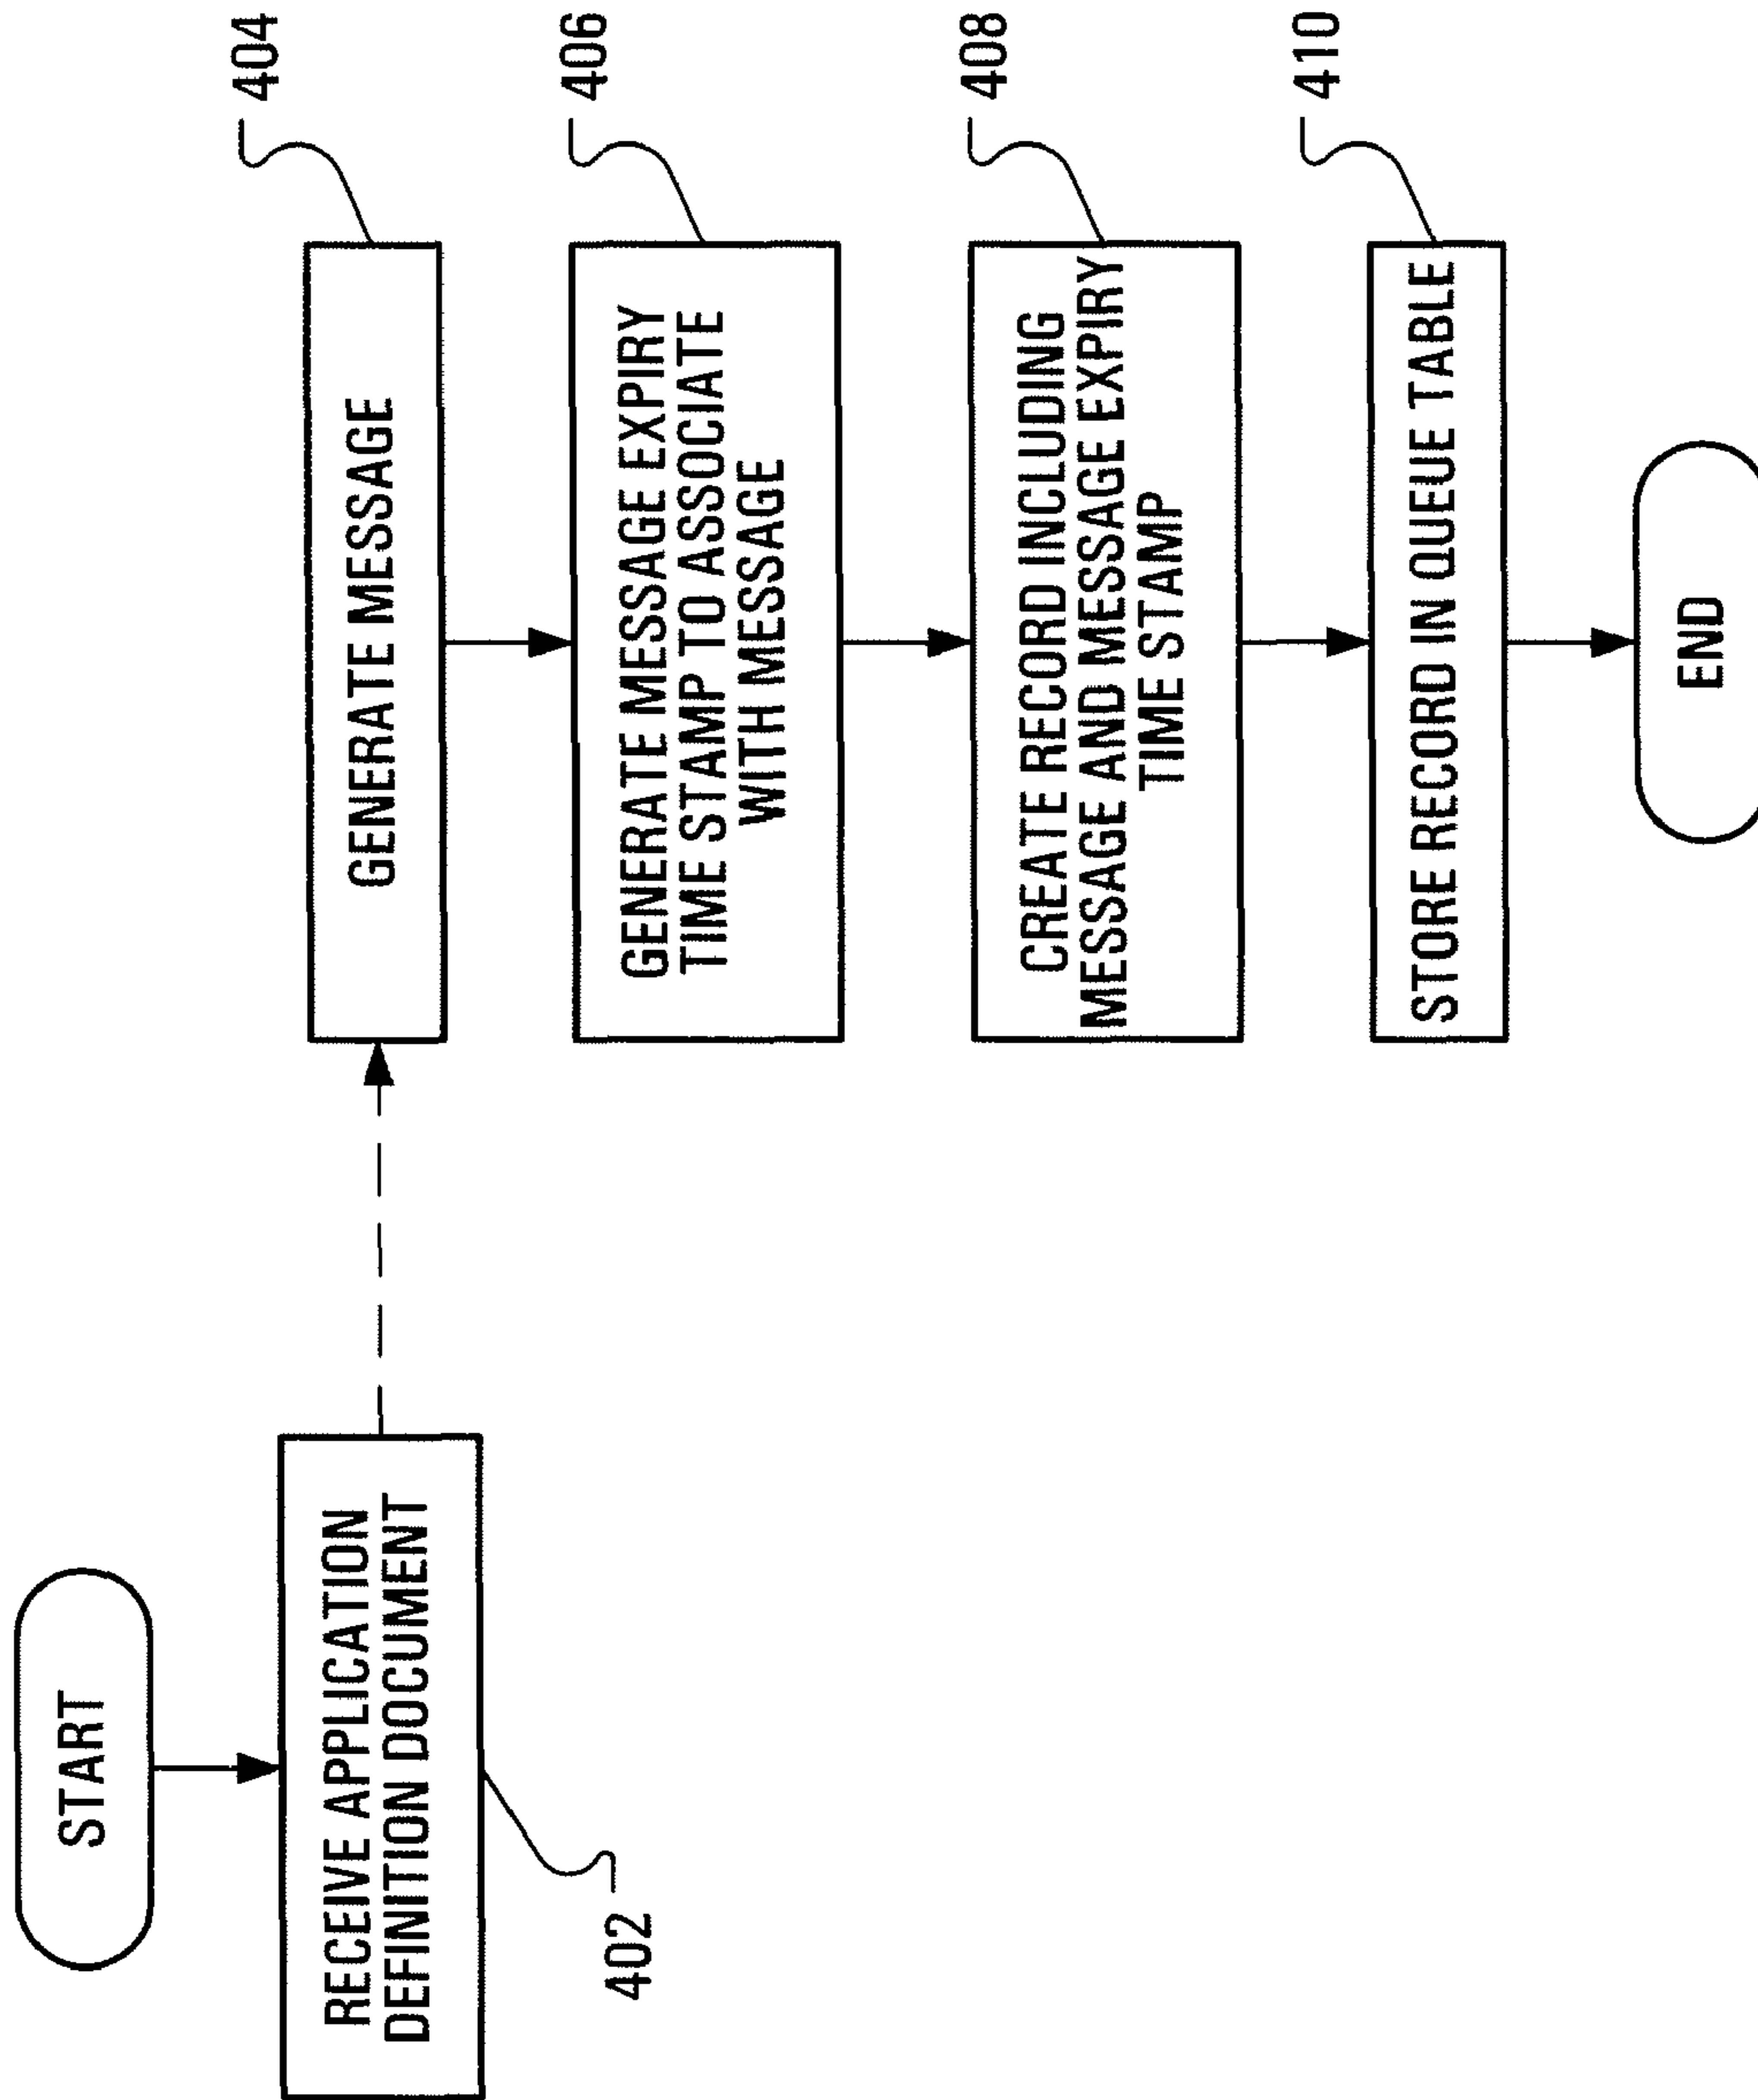 START
RECEIVE APPLICATION
DEFINITION DOCUMENT
402
GENERATE MESSAGE
404
GENERATE MESSAGE EXPIRY
TIME STAMP TO ASSOCIATE
WITH MESSAGE
406
CREATE RECORD INCLUDING
MESSAGE AND MESSAGE EXPIRY
TIME STAMP
408
STORE RECORD IN QUEUE TABLE
410
END